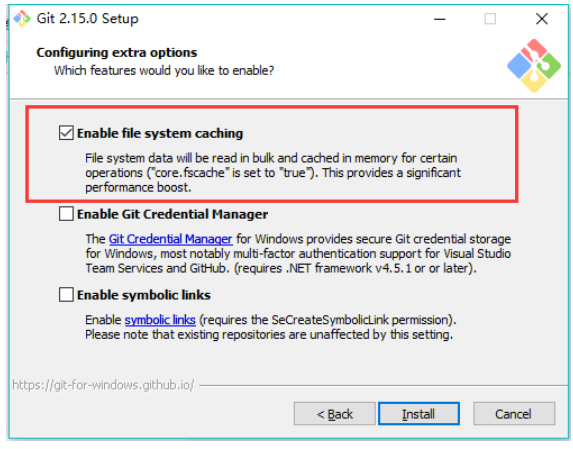 Git 2.15.0 Setup
Configuring extra options
Which features would you like to enable?
Enable file system caching
File system data will be read in bulk and cached in memory for certain
operations ("core.fscache" is set to "true"). This provides a significant
performance boost.
Enable Git Credential Manager
The Git Credential Manager for Windows provides secure Git credential storage
for Windows, most notably multi-factor authentication support for Visual Studio
Team Services and GitHub. (requires .NET framework v4.5.1 or or later).
Enable symbolic links
Enable symbolic links (requires the SeCreateSymbolicLink permission).
Please note that existing repositories are unaffected by this setting.
https://git-for-windows.github.io/
< Back Install Cancel